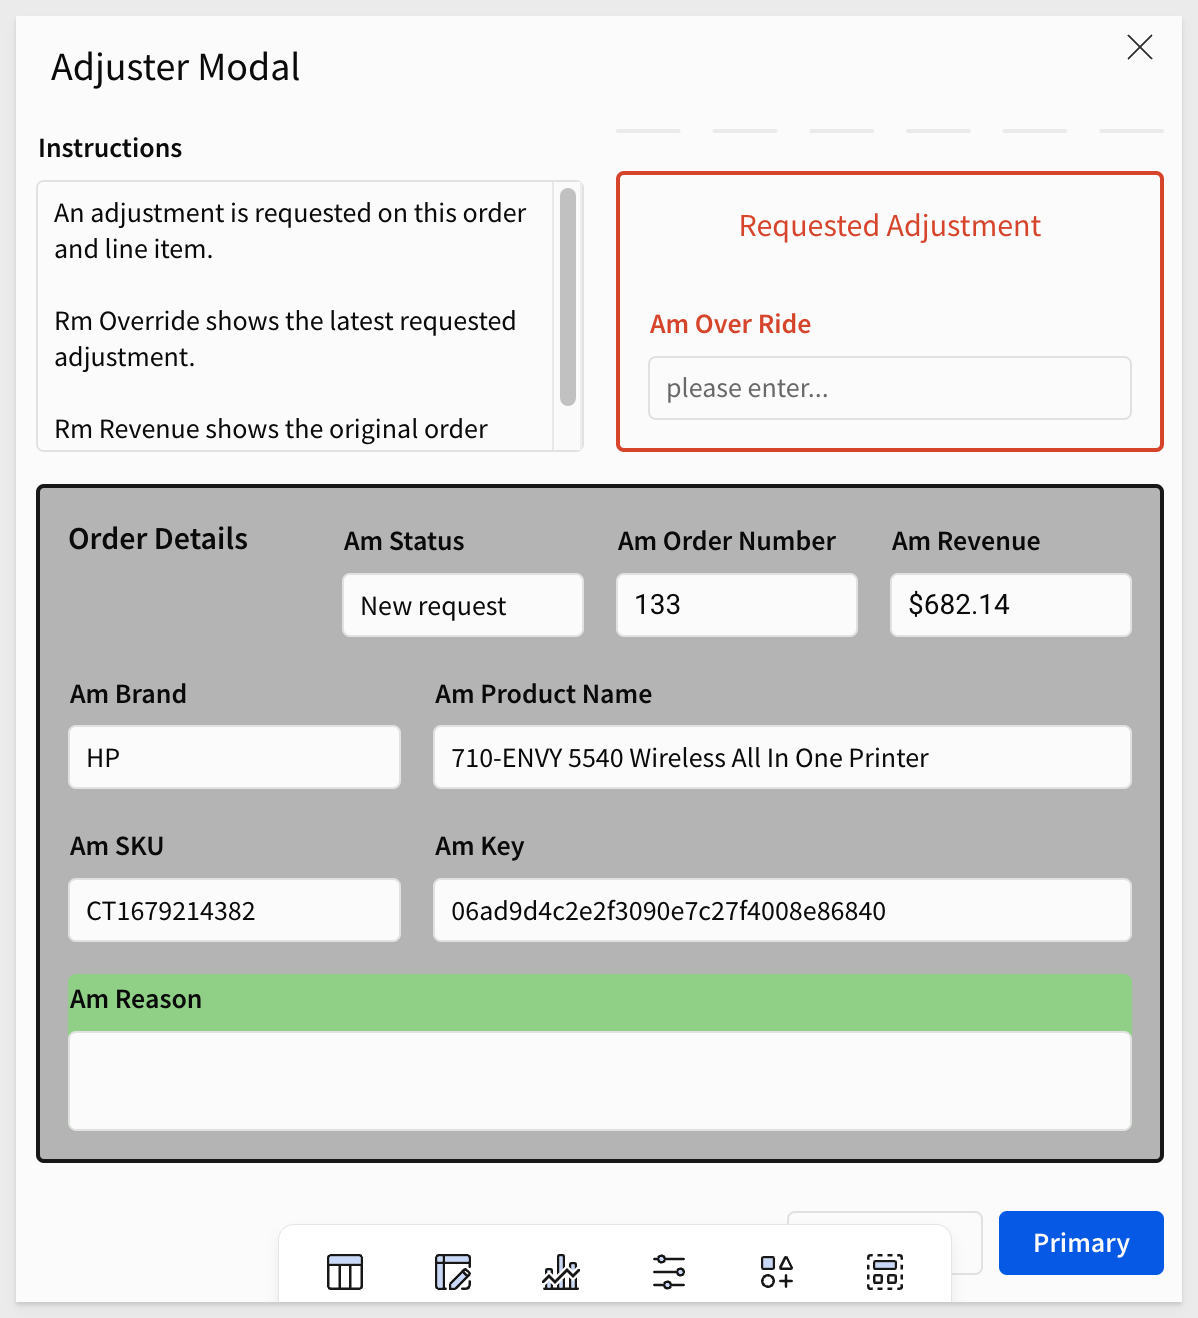 Adjuster Modal
Instructions
An adjustment is requested on this order
and line item.
Rm Override shows the latest requested
adjustment.
Rm Revenue shows the original order
Requested Adjustment
Am Over Ride
please enter...
Order Details
Am Status
New request
Am Order Number
133
Am Revenue
$682.14
Am Brand
HP
Am Product Name
710-ENVY 5540 Wireless All In One Printer
Am SKU
CT1679214382
Am Key
06ad9d4c2e2f3090e7c27f4008e86840
Am Reason
Primary